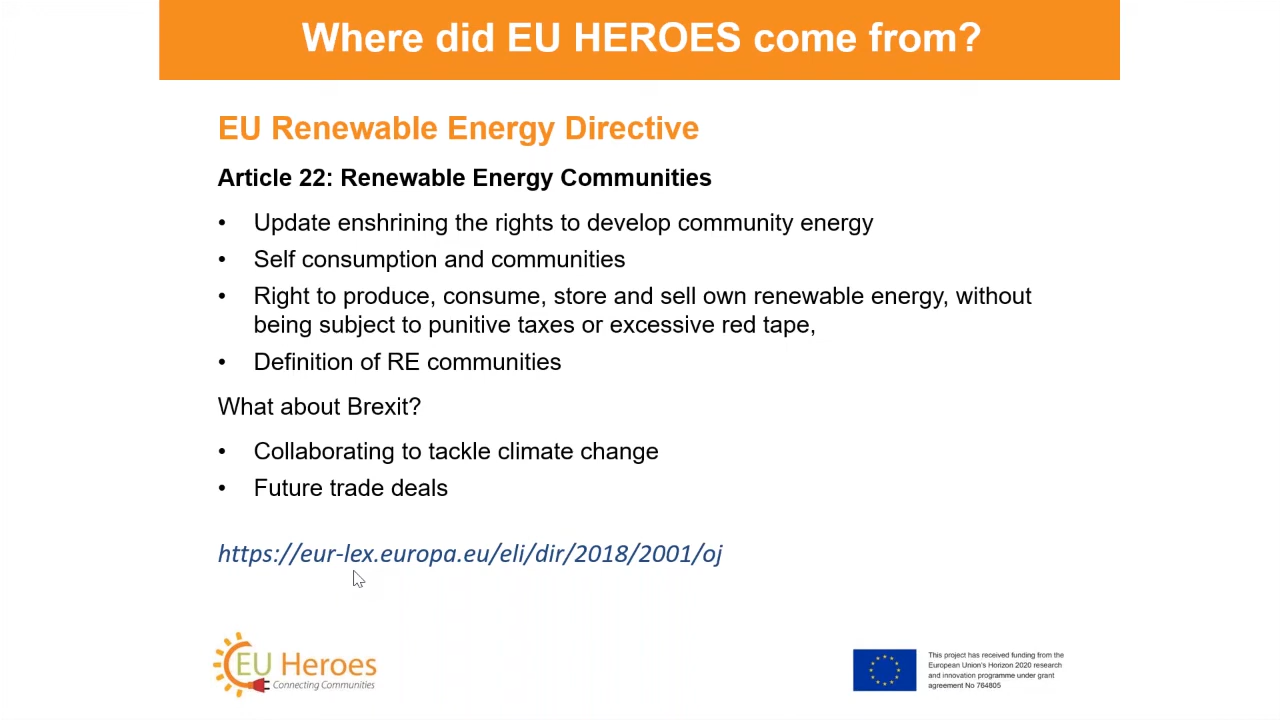 Where did EU HEROES come from?
EU Renewable Energy Directive
Article 22: Renewable Energy Communities
• Update enshrining the rights to develop community energy
• Self consumption and communities
• Right to produce, consume, store and sell own renewable energy, without
being subject to punitive taxes or excessive red tape,
• Definition of RE communities
What about Brexit?
• Collaborating to tackle climate change
• Future trade deals
https://eur-lex.europa.eu/eli/dir/2018/2001/oj
EU Heroes
Connecting Communities
This project has received funding from the
European Union's Horizon 2020 research
and innovation programme under grant
agreement No 764805